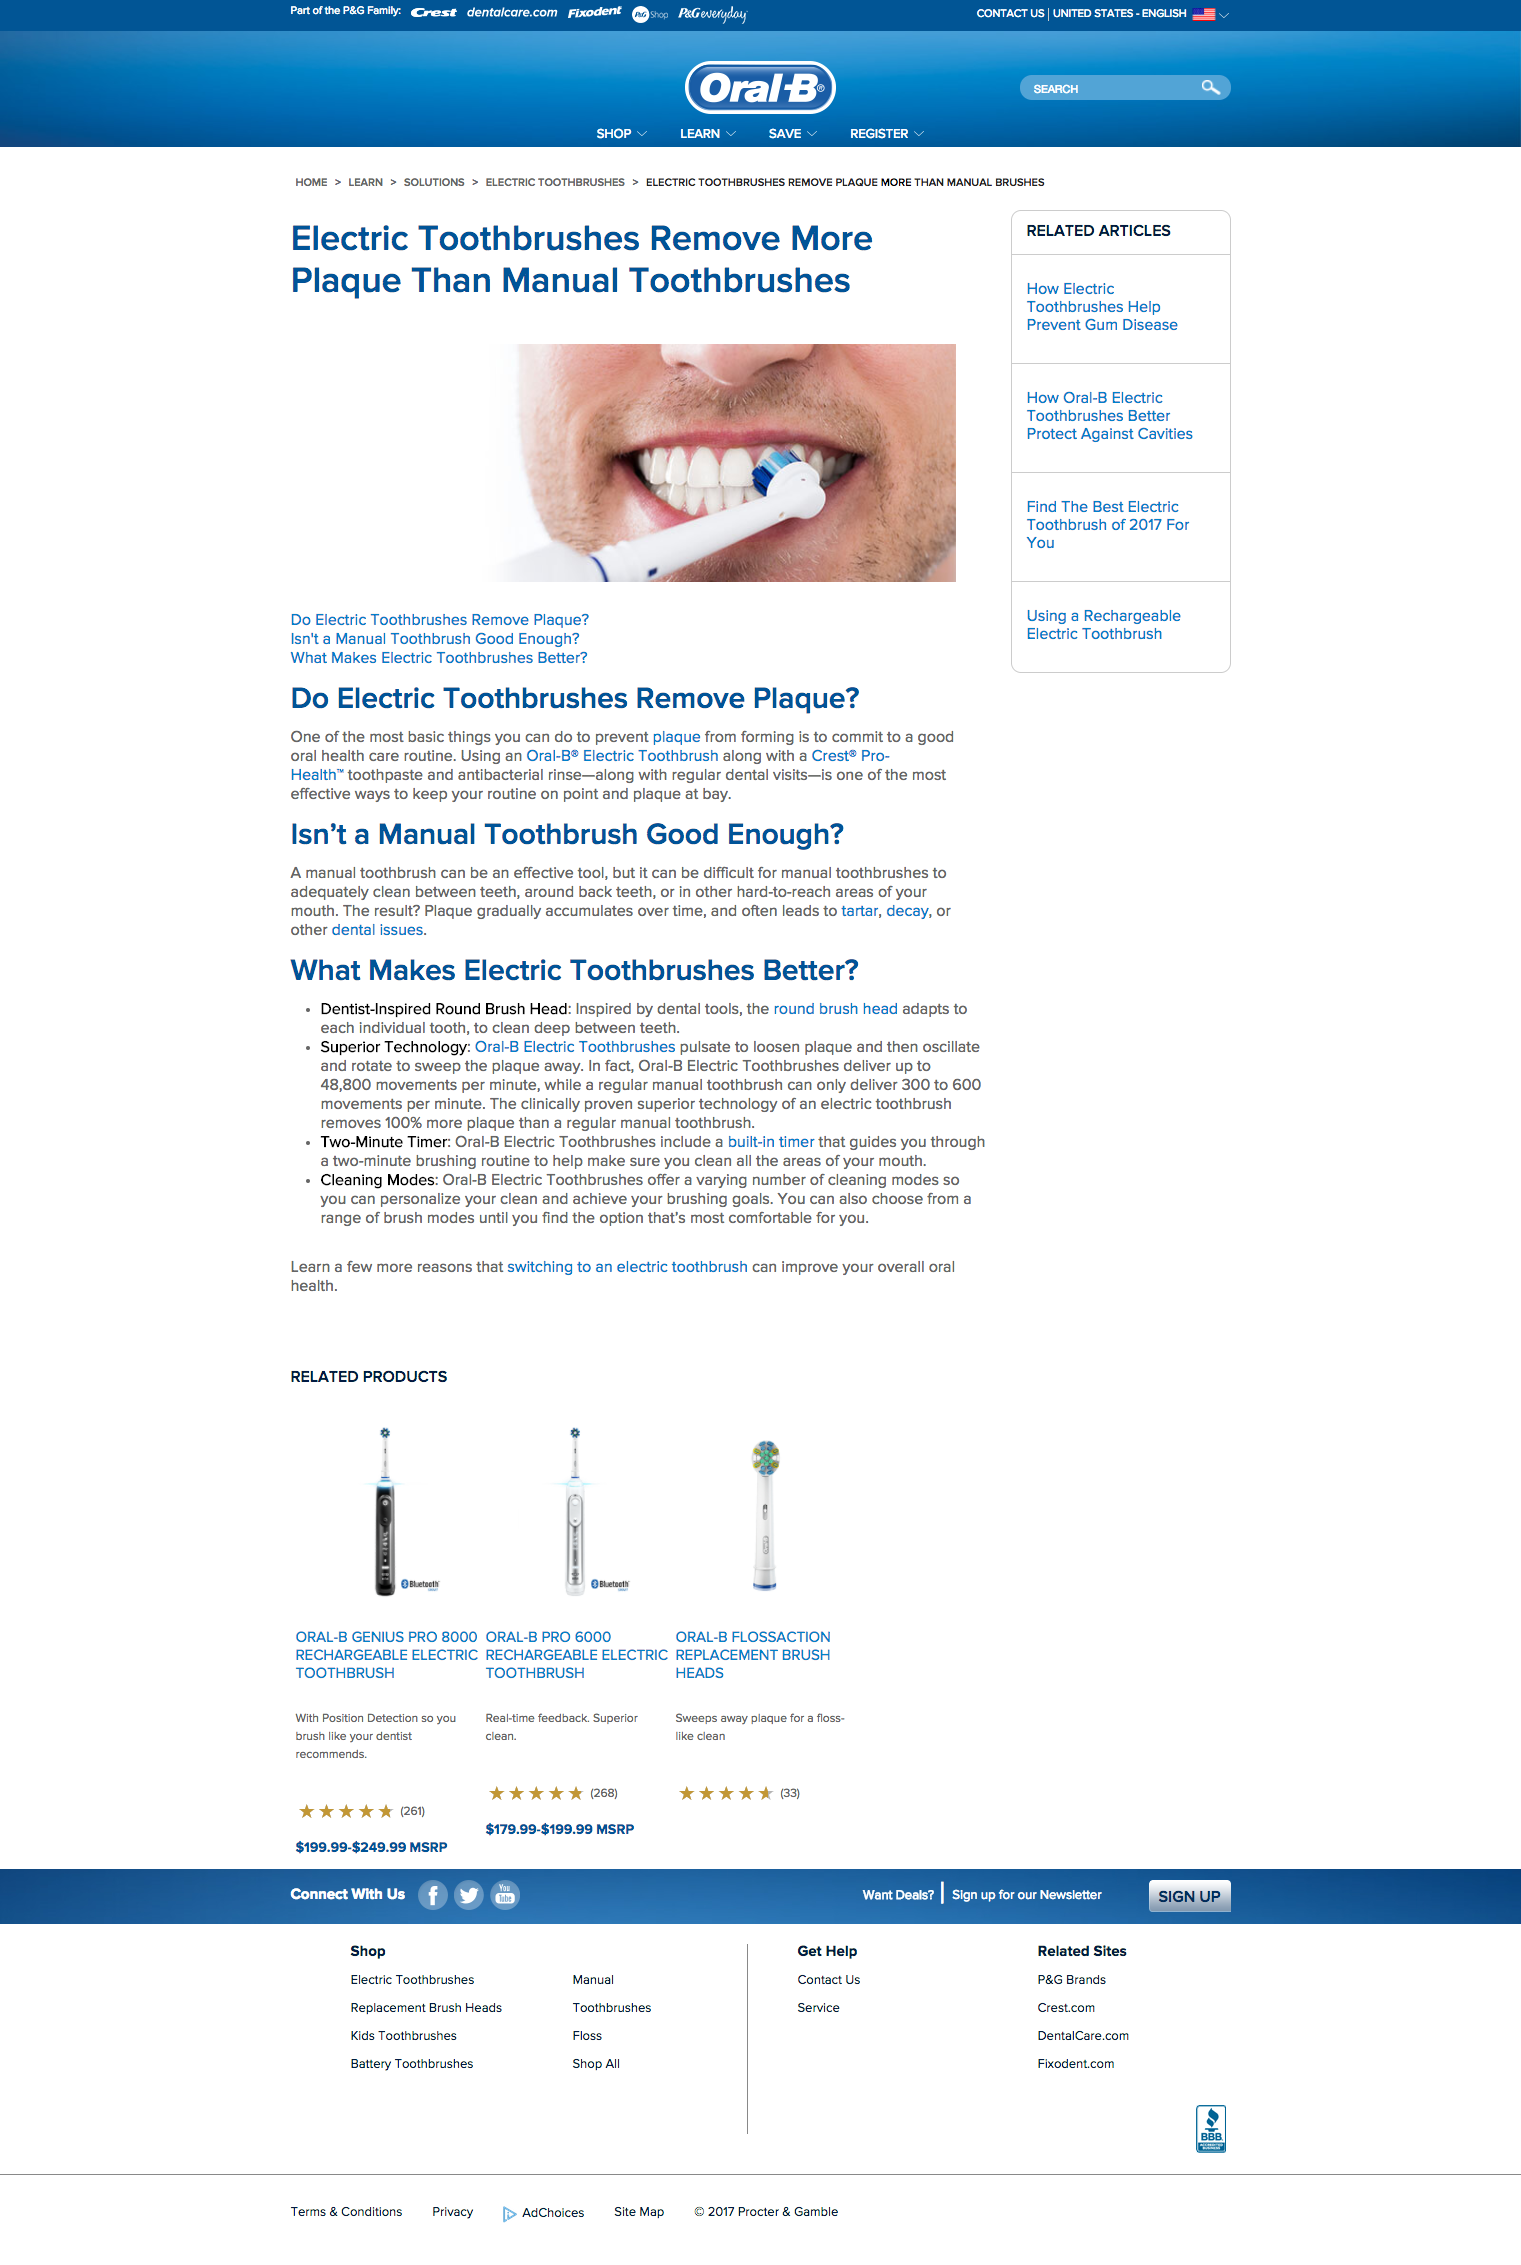 Part of the P&G Family: Crest dentalcare.com Fixodent P&G Shop P&G everyday
CONTACT US | UNITED STATES - ENGLISH
Oral-B®
SEARCH
SHOP LEARN SAVE REGISTER
HOME > LEARN > SOLUTIONS > ELECTRIC TOOTHBRUSHES > ELECTRIC TOOTHBRUSHES REMOVE PLAQUE MORE THAN MANUAL BRUSHES
Electric Toothbrushes Remove More
Plaque Than Manual Toothbrushes
RELATED ARTICLES
How Electric
Toothbrushes Help
Prevent Gum Disease
How Oral-B Electric
Toothbrushes Better
Protect Against Cavities
Find The Best Electric
Toothbrush of 2017 For
You
Using a Rechargeable
Electric Toothbrush
Do Electric Toothbrushes Remove Plaque?
Isn't a Manual Toothbrush Good Enough?
What Makes Electric Toothbrushes Better?
Do Electric Toothbrushes Remove Plaque?
One of the most basic things you can do to prevent plaque from forming is to commit to a good
oral health care routine. Using an Oral-B® Electric Toothbrush along with a Crest® Pro-
Health™ toothpaste and antibacterial rinse—along with regular dental visits—is one of the most
effective ways to keep your routine on point and plaque at bay.
Isn’t a Manual Toothbrush Good Enough?
A manual toothbrush can be an effective tool, but it can be difficult for manual toothbrushes to
adequately clean between teeth, around back teeth, or in other hard-to-reach areas of your
mouth. The result? Plaque gradually accumulates over time, and often leads to tartar, decay, or
other dental issues.
What Makes Electric Toothbrushes Better?
• Dentist-Inspired Round Brush Head: Inspired by dental tools, the round brush head adapts to
each individual tooth, to clean deep between teeth.
• Superior Technology: Oral-B Electric Toothbrushes pulsate to loosen plaque and then oscillate
and rotate to sweep the plaque away. In fact, Oral-B Electric Toothbrushes deliver up to
48,800 movements per minute, while a regular manual toothbrush can only deliver 300 to 600
movements per minute. The clinically proven superior technology of an electric toothbrush
removes 100% more plaque than a regular manual toothbrush.
• Two-Minute Timer: Oral-B Electric Toothbrushes include a built-in timer that guides you through
a two-minute brushing routine to help make sure you clean all the areas of your mouth.
• Cleaning Modes: Oral-B Electric Toothbrushes offer a varying number of cleaning modes so
you can personalize your clean and achieve your brushing goals. You can also choose from a
range of brush modes until you find the option that’s most comfortable for you.
Learn a few more reasons that switching to an electric toothbrush can improve your overall oral
health.
RELATED PRODUCTS
Bluetooth
Bluetooth
ORAL-B GENIUS PRO 8000
RECHARGEABLE ELECTRIC
TOOTHBRUSH
With Position Detection so you
brush like your dentist
recommends.
(261)
$199.99-$249.99 MSRP
ORAL-B PRO 6000
RECHARGEABLE ELECTRIC
TOOTHBRUSH
Real-time feedback. Superior
clean.
(268)
$179.99-$199.99 MSRP
ORAL-B FLOSSACTION
REPLACEMENT BRUSH
HEADS
Sweeps away plaque for a floss-
like clean
(33)
Connect With Us
You
Tube
Want Deals? | Sign up for our Newsletter
SIGN UP
Shop
Electric Toothbrushes
Replacement Brush Heads
Kids Toothbrushes
Battery Toothbrushes
Manual
Toothbrushes
Floss
Shop All
Get Help
Contact Us
Service
Related Sites
P&G Brands
Crest.com
DentalCare.com
Fixodent.com
BBB
ACCREDITED
BUSINESS
Terms & Conditions Privacy AdChoices Site Map © 2017 Procter & Gamble